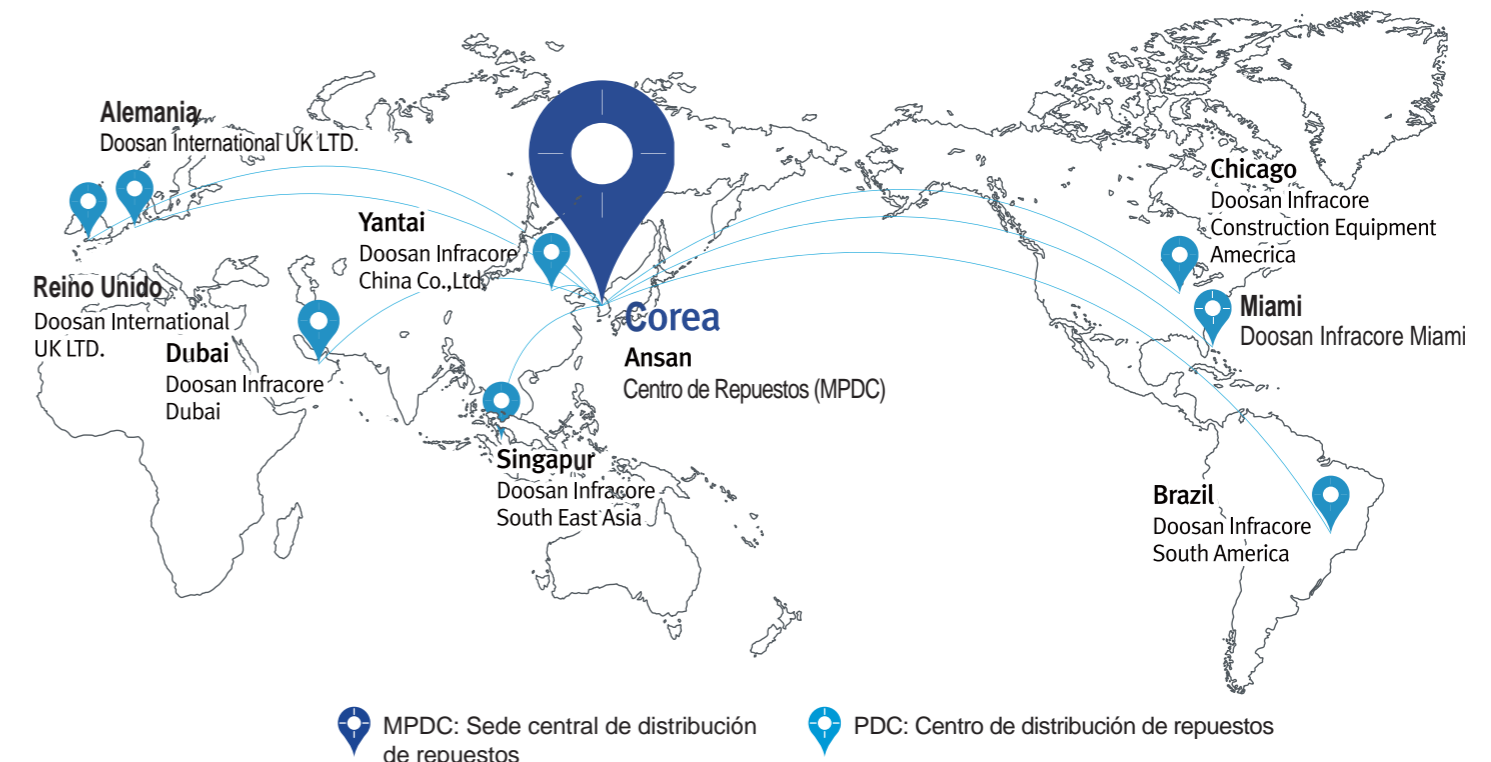 Alemania
Doosan International UK LTD.
Reino Unido
Doosan International
UK LTD.
Dubai
Doosan Infracore
Dubai
Yantai
Doosan Infracore
China Co.,Ltd.
Corea
Ansan
Centro de Repuestos (MPDC)
Singapur
Doosan Infracore
South East Asia
Chicago
Doosan Infracore
Construction Equipment
Amecrica
Miami
Doosan Infracore Miami
Brazil
Doosan Infracore
South America
MPDC: Sede central de distribución
de repuestos
PDC: Centro de distribución de repuestos